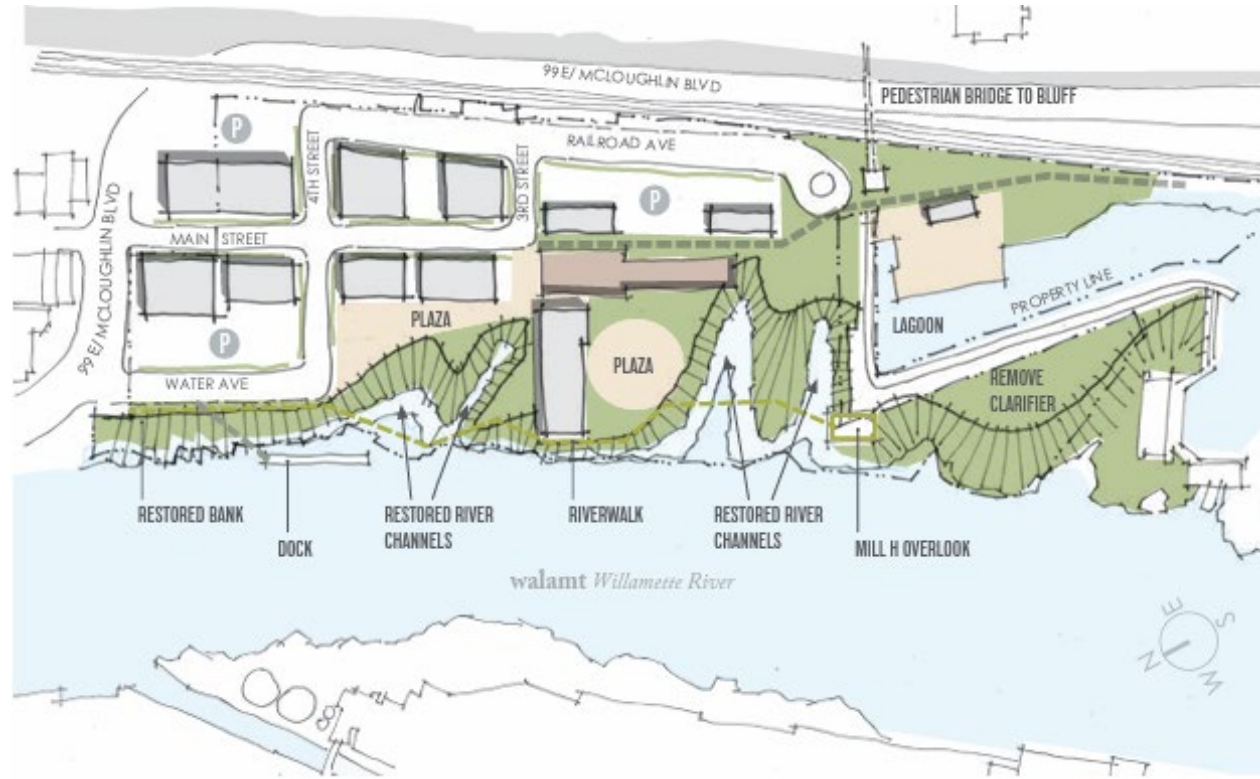 99E/ MCLOUGHLIN BLVD
PEDESTRIAN BRIDGE TO BLUFF
P
RAILROAD AVE
4TH STREET
3RD STREET
P
99E/ MCLOUGHLIN BLVD
MAIN STREET
PROPERTY LINE
PLAZA
LAGOON
P
PLAZA
REMOVE
CLARIFIER
WATER AVE
RESTORED BANK
DOCK
RESTORED RIVER
CHANNELS
RIVERWALK
RESTORED RIVER
CHANNELS
MILL H OVERLOOK
walamt Willamette River
E
S
N
W